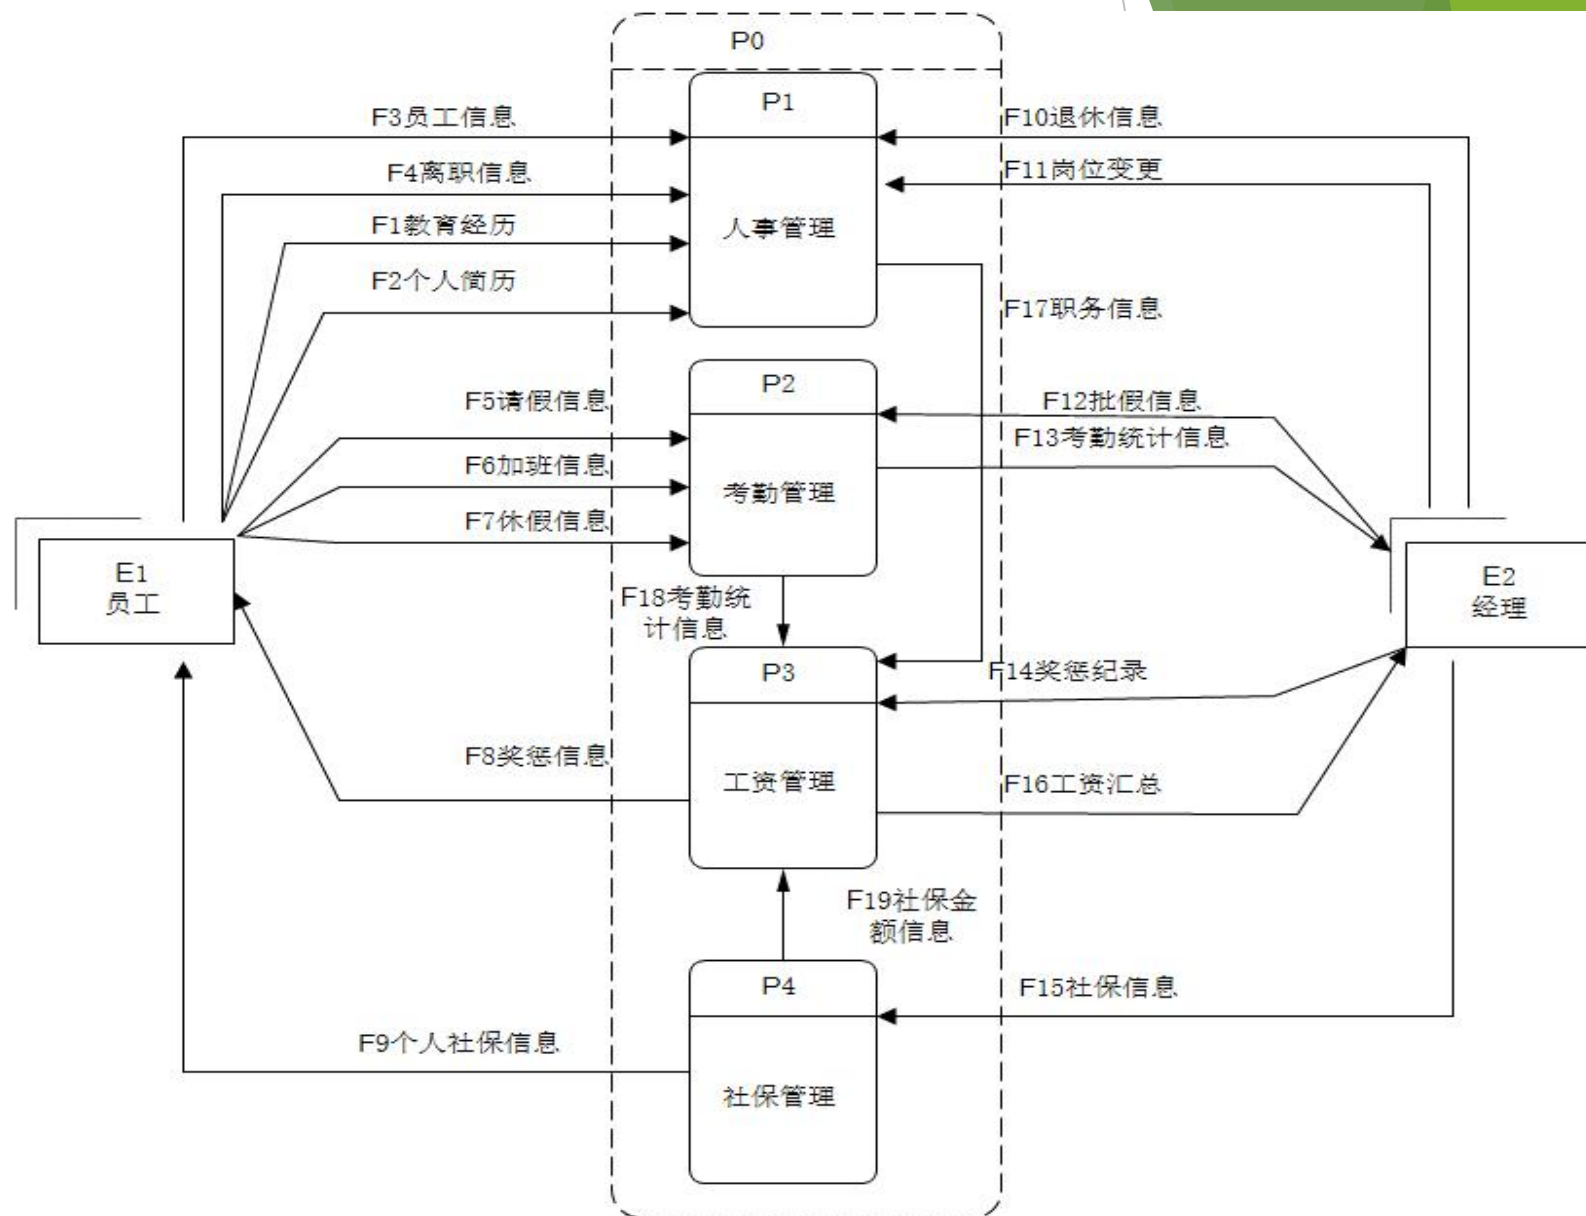 P0
P1
人事管理
F3员工信息
F4离职信息
F1教育经历
F2个人简历
F10退休信息
F11岗位变更
F17职务信息
P2
考勤管理
F5请假信息
F6加班信息
F7休假信息
F12批假信息
F13考勤统计信息
E1
员工
E2
经理
F18考勤统
计信息
P3
工资管理
F14奖惩纪录
F8奖惩信息
F16工资汇总
F19社保金
额信息
P4
社保管理
F15社保信息
F9个人社保信息